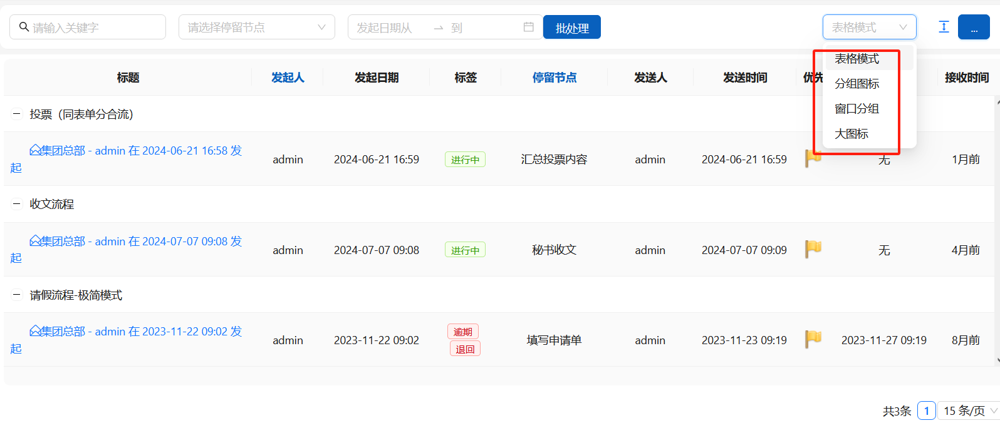 请输入关键字
请选择停留节点
发起日期从 → 到
批处理
表格模式
...
表格模式
分组图标
窗口分组
大图标
标题 发起人 发起日期 标签 停留节点 发送人 发送时间 优先 接收时间
投票（同表单分合流）
集团总部 - admin 在 2024-06-21 16:58 发
起
admin 2024-06-21 16:59 进行中 汇总投票内容 admin 2024-06-21 16:59 无 1月前
收文流程
集团总部 - admin 在 2024-07-07 09:08 发
起
admin 2024-07-07 09:08 进行中 秘书收文 admin 2024-07-07 09:09 无 4月前
请假流程-极简模式
集团总部 - admin 在 2023-11-22 09:02 发
起
admin 2023-11-22 09:02 逾期 填写申请单 admin 2023-11-23 09:19 2023-11-27 09:19 8月前
退回
共3条 1 15 条/页